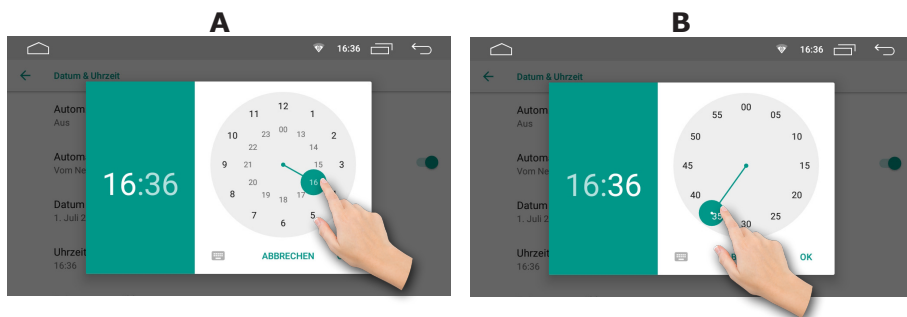 A
B
16:36
16:36
Datum & Uhrzeit
Datum & Uhrzeit
Autom
Aus
Autom
Vom Ne
Datum
1. Juli 2
Uhrzeit
16:36
16:36
12
11 1
23 00 13
10 2
22 14
9 21 15 3
20 16
8 19 18 17
7 6 5
ABBRECHEN
Autom
Aus
Autom
Vom Ne
Datum
1. Juli 2
Uhrzeit
16:36
16:36
55 00 05
50 10
45 15
40 20
35 30 25
OK